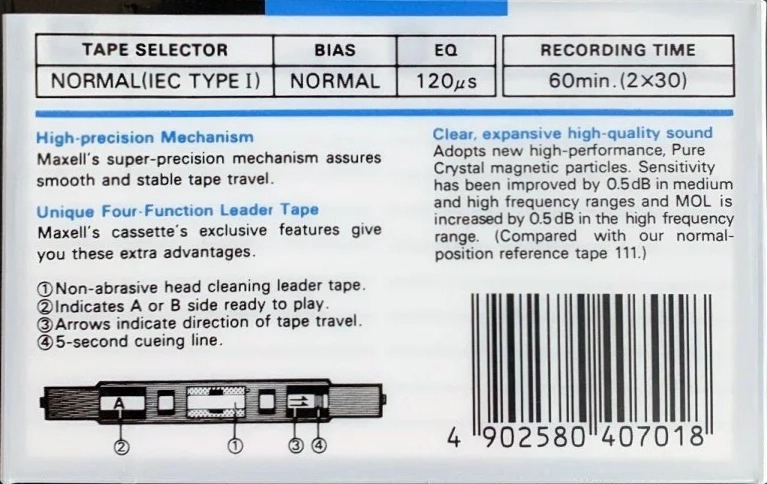 TAPE SELECTOR BIAS EQ RECORDING TIME
NORMAL(IEC TYPE I) NORMAL 120μs 60min.(2×30)
High-precision Mechanism
Maxell's super-precision mechanism assures
smooth and stable tape travel.
Unique Four-Function Leader Tape
Maxell's cassette's exclusive features give
you these extra advantages.
①Non-abrasive head cleaning leader tape.
②Indicates A or B side ready to play.
③Arrows indicate direction of tape travel.
④5-second cueing line.
A
② ① ③ ④
Clear, expansive high-quality sound
Adopts new high-performance, Pure
Crystal magnetic particles. Sensitivity
has been improved by 0.5dB in medium
and high frequency ranges and MOL is
increased by 0.5dB in the high frequency
range. (Compared with our normal-
position reference tape 111.)
4 902580 407018